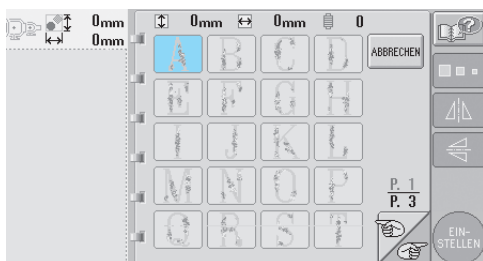 0mm
0mm
0mm 0mm 0
ABBRECHEN
A B C D
E F G H
I J K L
M N O P
Q R S T
P. 1
P. 3
EIN-
STELLEN